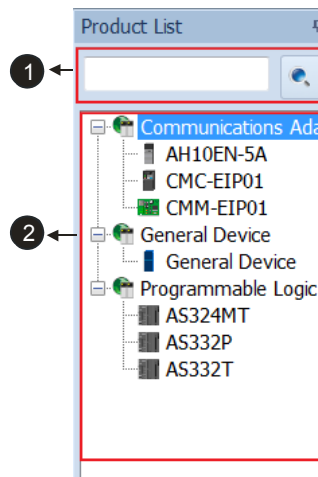 Product List
1
Communications Ada
AH10EN-5A
CMC-EIP01
CMM-EIP01
2
General Device
General Device
Programmable Logic
AS324MT
AS332P
AS332T